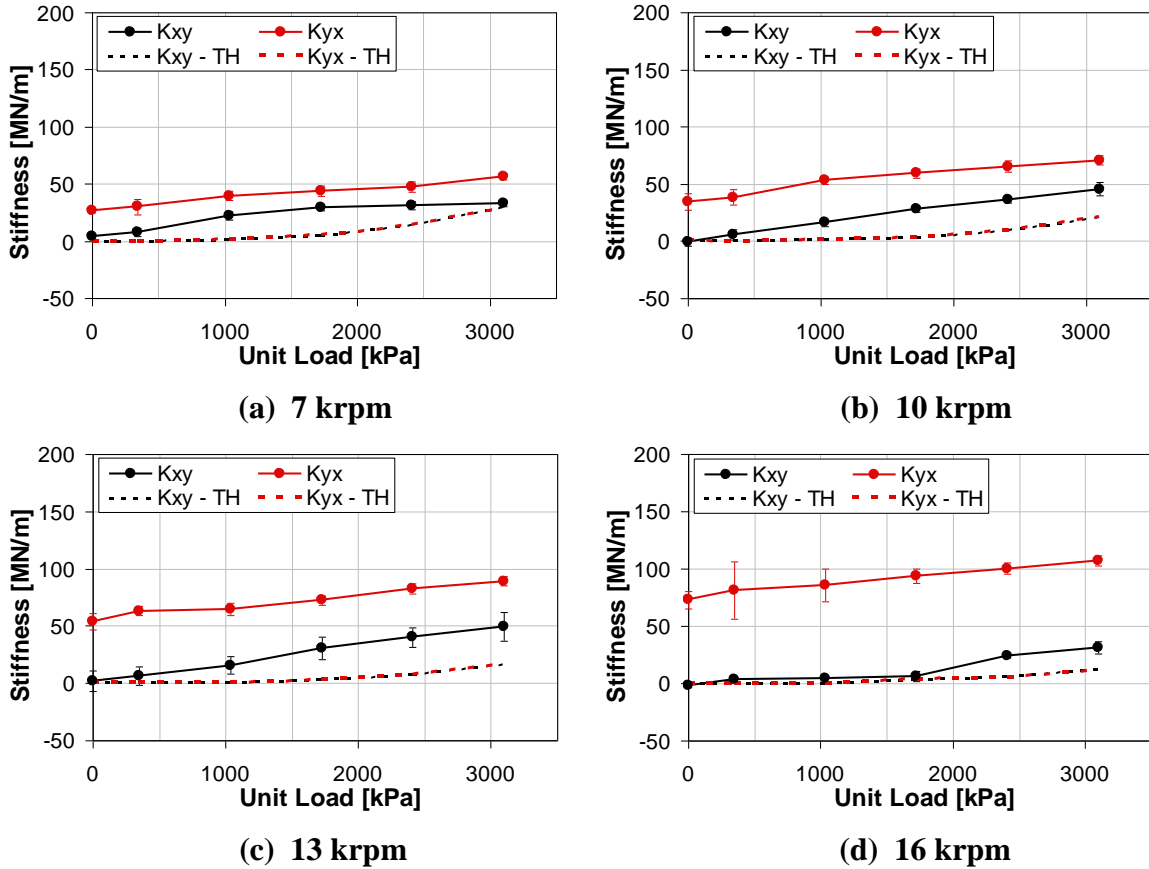 200
150
100
50
0
-50
Stiffness [MN/m]
Kxy Kyx
Kxy - TH Kyx - TH
0 1000 2000 3000
Unit Load [kPa]
(a) 7 krpm
200
150
100
50
0
-50
Stiffness [MN/m]
Kxy Kyx
Kxy - TH Kyx - TH
0 1000 2000 3000
Unit Load [kPa]
(b) 10 krpm
200
150
100
50
0
-50
Stiffness [MN/m]
Kxy Kyx
Kxy - TH Kyx - TH
0 1000 2000 3000
Unit Load [kPa]
(c) 13 krpm
200
150
100
50
0
-50
Stiffness [MN/m]
Kxy Kyx
Kxy - TH Kyx - TH
0 1000 2000 3000
Unit Load [kPa]
(d) 16 krpm